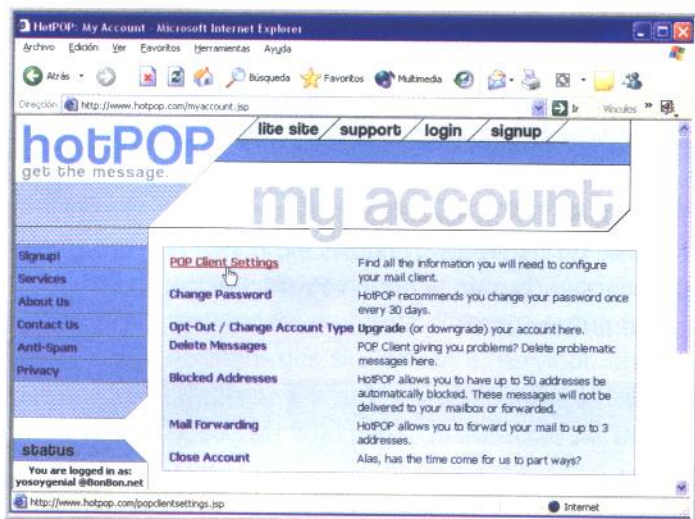 HotPOP: My Account - Microsoft Internet Explorer
Archivo Edición Ver Favoritos Herramientas Ayuda
Atrás Búsqueda Favoritos Multimedia
Dirección http://www.hotpop.com/myaccount.jsp Ir Vínculos »
lite site support login signup
hotPOP
get the message.
my account
Signup!
Services
About Us
Contact Us
Anti-Spam
Privacy
POP Client Settings Find all the information you will need to configure
your mail client.
Change Password HotPOP recommends you change your password once
every 30 days.
Opt-Out / Change Account Type Upgrade (or downgrade) your account here.
Delete Messages POP Client giving you problems? Delete problematic
messages here.
Blocked Addresses HotPOP allows you to have up to 50 addresses be
automatically blocked. These messages will not be
delivered to your mailbox or forwarded.
Mail Forwarding HotPOP allows you to forward your mail to up to 3
addresses.
Close Account Alas, has the time come for us to part ways?
status
You are logged in as:
yosoygenial @BonBon.net
http://www.hotpop.com/popclientsettings.jsp Internet